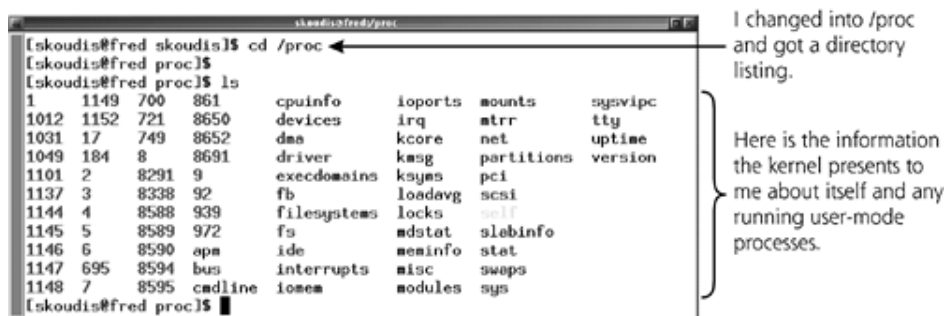 skoudis@fred:/proc
[skoudis@fred skoudis]$ cd /proc
[skoudis@fred proc]$
[skoudis@fred proc]$ ls
1 1149 700 861 cpuinfo ioports mounts sysvipc
1012 1152 721 8650 devices irq mtrr tty
1031 17 749 8652 dma kcore net uptime
1049 184 8 8691 driver kmsg partitions version
1101 2 8291 9 execdomains ksyms pci
1137 3 8338 92 fb loadavg scsi
1144 4 8588 939 filesystems locks self
1145 5 8589 972 fs mdstat slabinfo
1146 6 8590 apm ide meminfo stat
1147 695 8594 bus interrupts misc swaps
1148 7 8595 cmdline iomem modules sys
[skoudis@fred proc]$
I changed into /proc
and got a directory
listing.
Here is the information
the kernel presents to
me about itself and any
running user-mode
processes.